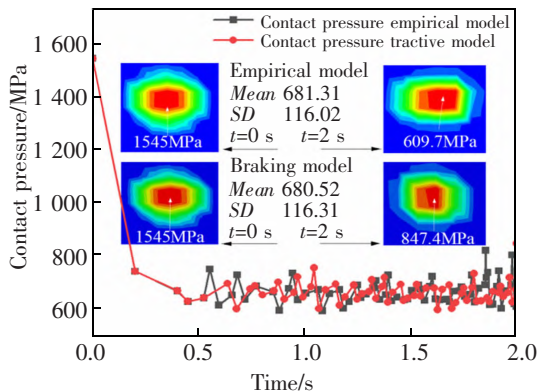 Contact pressure empirical model
Contact pressure tractive model
Contact pressure/MPa
1 600
1 400
1 200
1 000
800
600
Empirical model
Mean 681.31
SD 116.02
t=0 s t=2 s
1545MPa
609.7MPa
Braking model
Mean 680.52
SD 116.31
t=0 s t=2 s
1545MPa
847.4MPa
0.0 0.5 1.0 1.5 2.0
Time/s